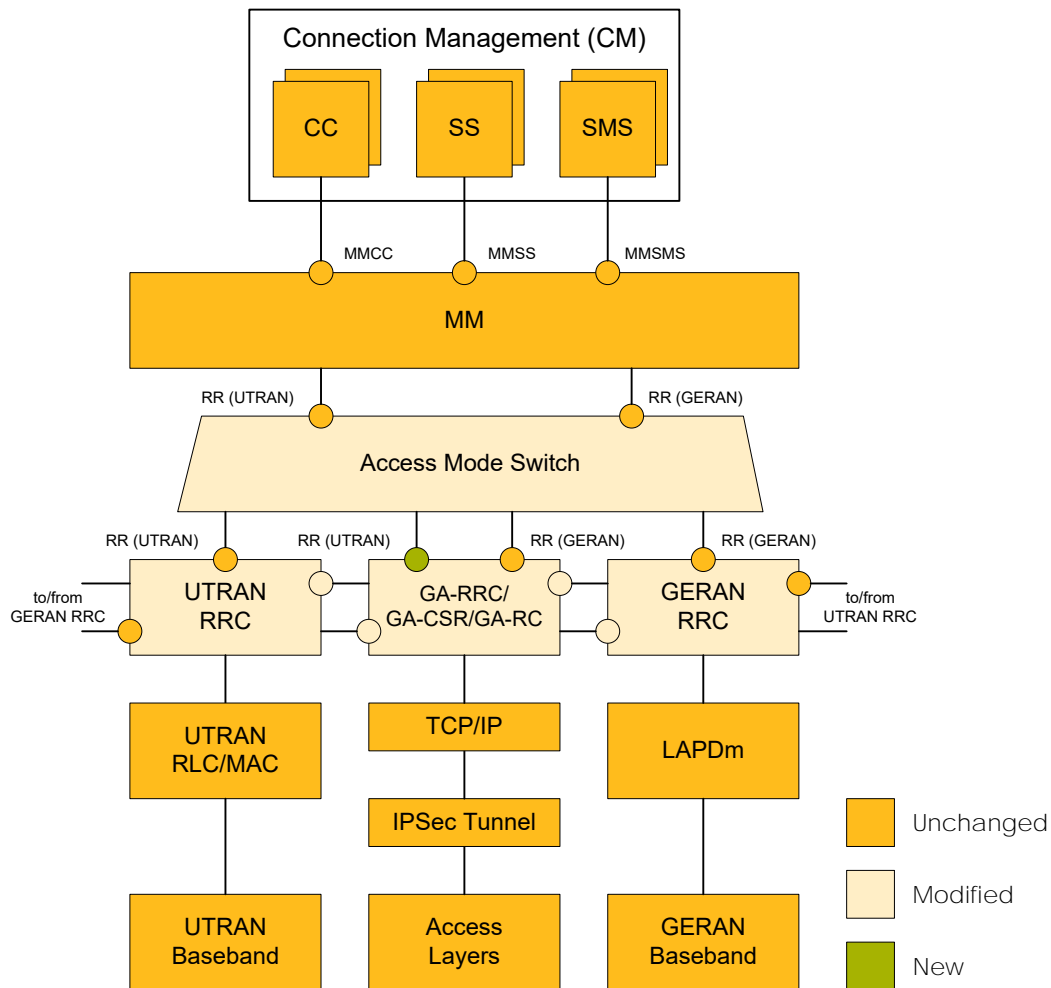 Connection Management (CM)
CC
SS
SMS
MMCC
MMSS
MMSMS
MM
RR (UTRAN)
RR (GERAN)
Access Mode Switch
RR (UTRAN)
RR (UTRAN)
RR (GERAN)
RR (GERAN)
to/from
GERAN RRC
UTRAN
RRC
GA-RRC/
GA-CSR/GA-RC
GERAN
RRC
to/from
UTRAN RRC
UTRAN
RLC/MAC
TCP/IP
LAPDm
IPSec Tunnel
UTRAN
Baseband
Access
Layers
GERAN
Baseband
Unchanged
Modified
New